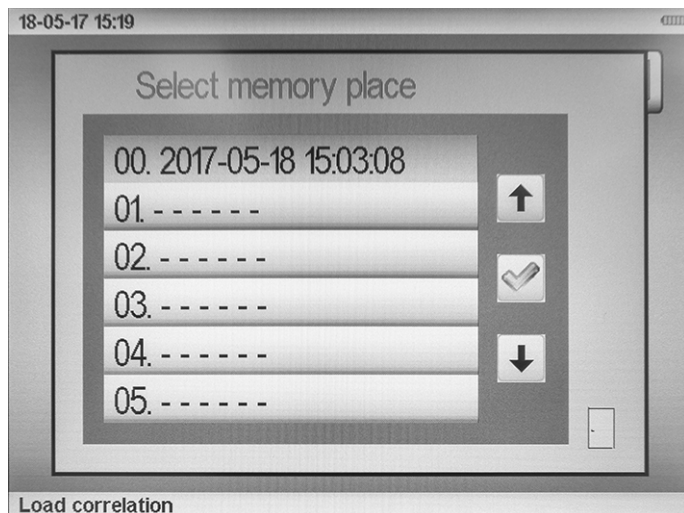 18-05-17 15:19
Select memory place
00. 2017-05-18 15:03:08
01. - - - - - -
02. - - - - - -
03. - - - - - -
04. - - - - - -
05. - - - - - -
Load correlation